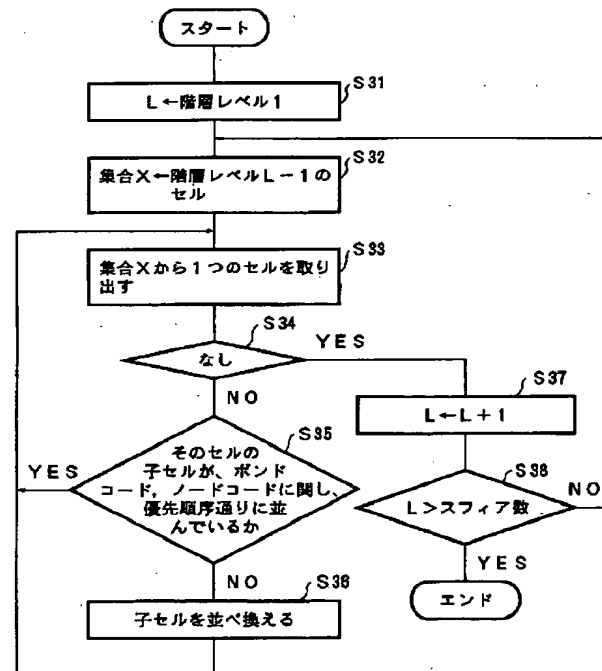 スタート
S31
L←階層レベル1
S32
集合X←階層レベルL-1の
セル
S33
集合Xから1つのセルを取り
出す
S34
なし
YES
NO
S37
L←L+1
S35
そのセルの
子セルが、ボンド
コード,ノードコードに関し、
優先順序通りに並
んでいるか
YES
S38
L>スフィア数
NO
YES
エンド
NO
S36
子セルを並べ換える